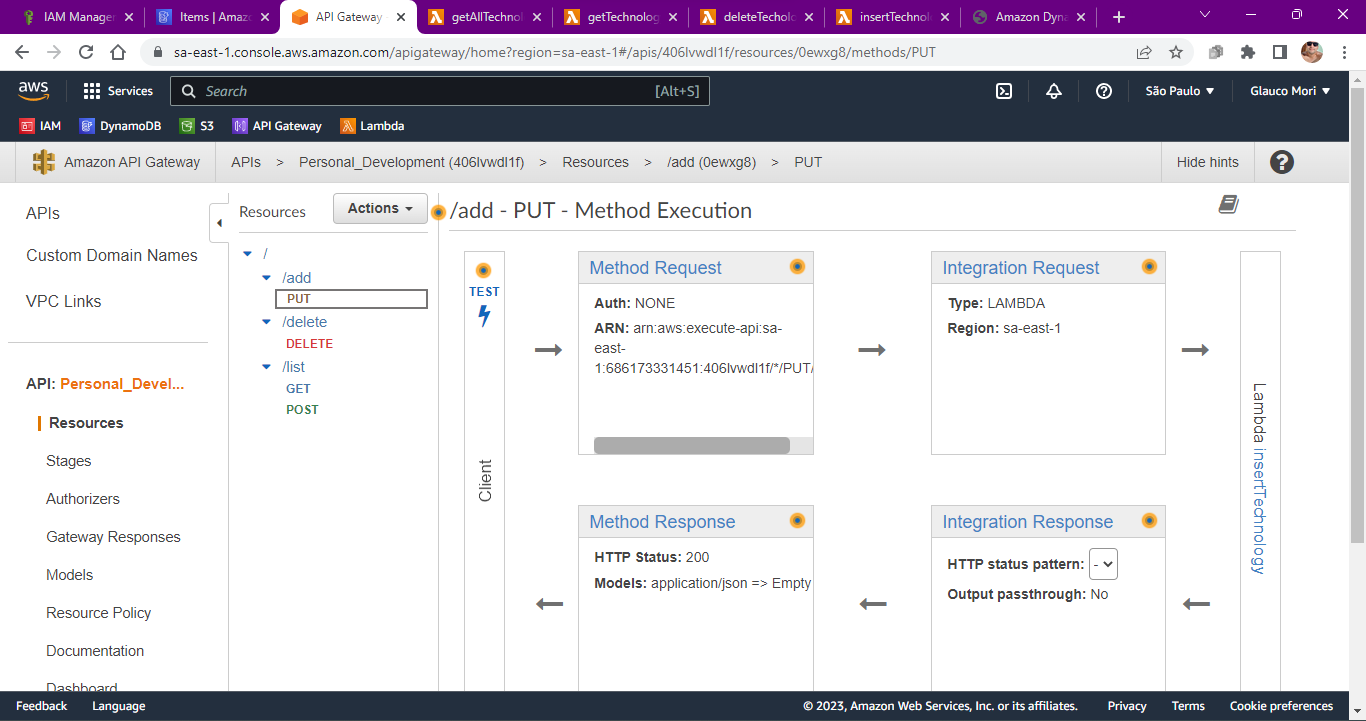 IAM Manager
Items | Amaz
API Gateway
getAllTechnol
getTechnolog
deleteTechol
insertTechnol
Amazon Dyna
sa-east-1.console.aws.amazon.com/apigateway/home?region=sa-east-1#/apis/406lvwdl1f/resources/0ewxg8/methods/PUT
aws
Services
Search
[Alt+S]
São Paulo
Glauco Mori
IAM
DynamoDB
S3
API Gateway
Lambda
Amazon API Gateway
APIs > Personal_Development (406lvwdl1f) > Resources > /add (0ewxg8) > PUT
Hide hints
APIs
Custom Domain Names
VPC Links
API: Personal_Devel...
Resources
Stages
Authorizers
Gateway Responses
Models
Resource Policy
Documentation
Dashboard
Resources
Actions
/
/add
PUT
/delete
DELETE
/list
GET
POST
/add - PUT - Method Execution
TEST
Client
Method Request
Auth: NONE
ARN: arn:aws:execute-api:sa-
east-
1:686173331451:406lvwdl1f/*/PUT/
Integration Request
Type: LAMBDA
Region: sa-east-1
Lambda insertTechnology
Method Response
HTTP Status: 200
Models: application/json => Empty
Integration Response
HTTP status pattern: -
Output passthrough: No
Feedback
Language
© 2023, Amazon Web Services, Inc. or its affiliates.
Privacy
Terms
Cookie preferences